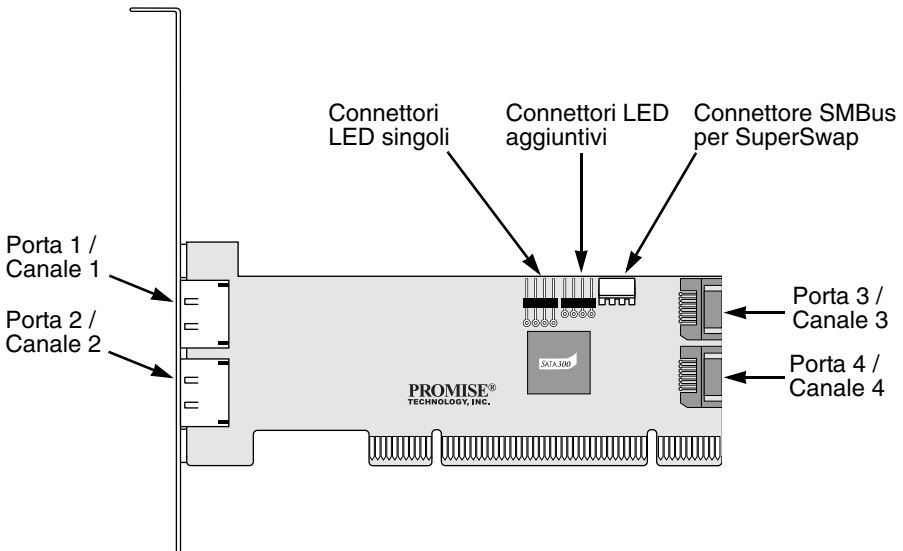 Connettori
LED singoli
Connettori LED
aggiuntivi
Connettore SMBus
per SuperSwap
Porta 1 /
Canale 1
Porta 2 /
Canale 2
Porta 3 /
Canale 3
Porta 4 /
Canale 4
SATA300
PROMISE®
TECHNOLOGY, INC.